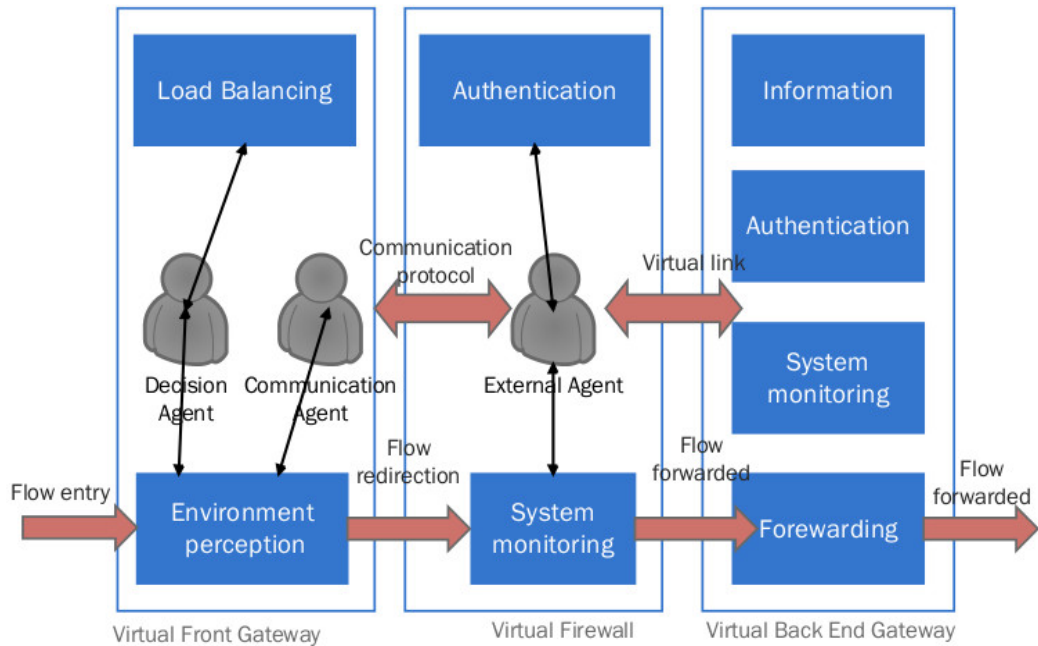 Load Balancing
Authentication
Information
Authentication
Communication
protocol
Virtual link
Decision
Agent
Communication
Agent
External Agent
System
monitoring
Flow entry
Flow
redirection
Flow
forwarded
Flow
forwarded
Environment
perception
System
monitoring
Forewarding
Virtual Front Gateway
Virtual Firewall
Virtual Back End Gateway